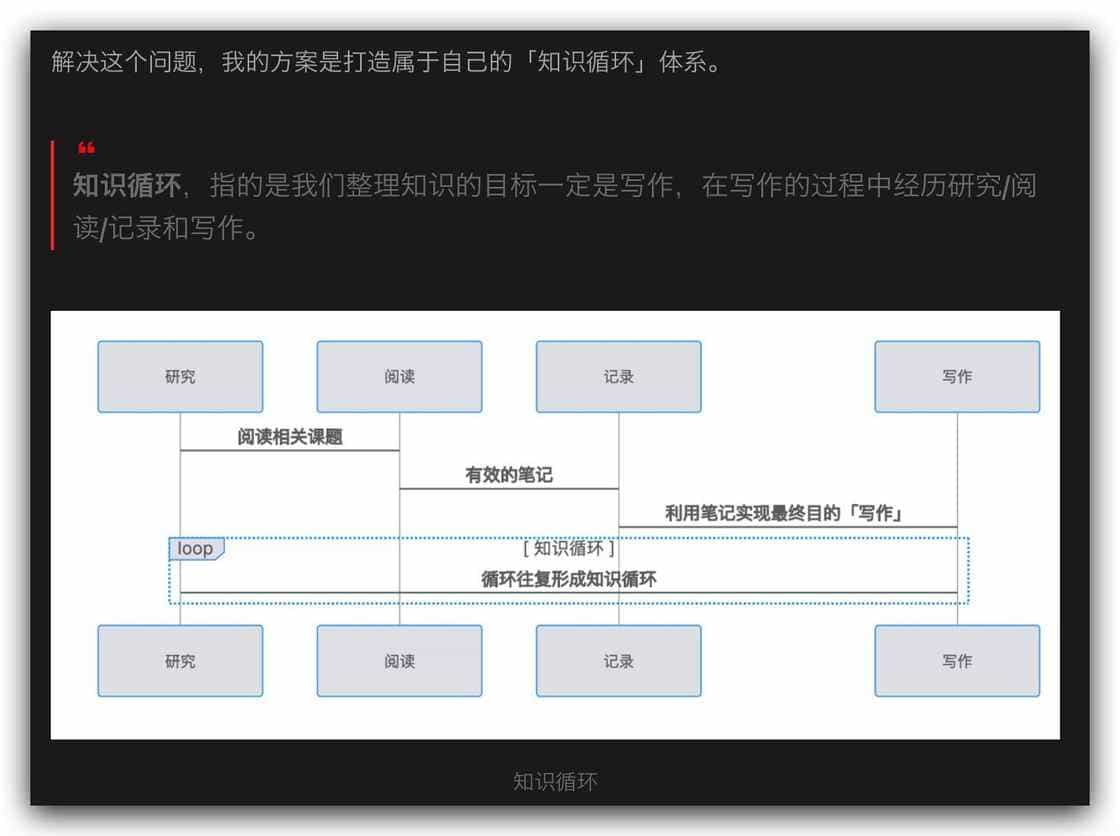 解决这个问题，我的方案是打造属于自己的「知识循环」体系。
❝
知识循环，指的是我们整理知识的目标一定是写作，在写作的过程中经历研究/阅
读/记录和写作。
研究 阅读 记录 写作
阅读相关课题
有效的笔记
利用笔记实现最终目的「写作」
loop [ 知识循环 ]
循环往复形成知识循环
研究 阅读 记录 写作
知识循环